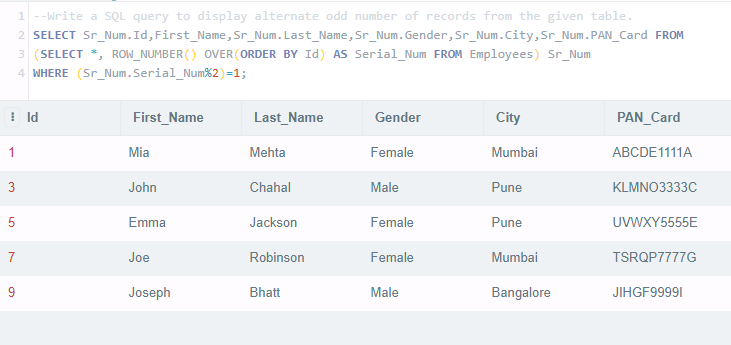 1 --Write a SQL query to display alternate odd number of records from the given table.
2 SELECT Sr_Num.Id,First_Name,Sr_Num.Last_Name,Sr_Num.Gender,Sr_Num.City,Sr_Num.PAN_Card FROM
3 (SELECT *, ROW_NUMBER() OVER(ORDER BY Id) AS Serial_Num FROM Employees) Sr_Num
4 WHERE (Sr_Num.Serial_Num%2)=1;
Id First_Name Last_Name Gender City PAN_Card
1 Mia Mehta Female Mumbai ABCDE1111A
3 John Chahal Male Pune KLMNO3333C
5 Emma Jackson Female Pune UVWXY5555E
7 Joe Robinson Female Mumbai TSRQP7777G
9 Joseph Bhatt Male Bangalore JIHGF9999I